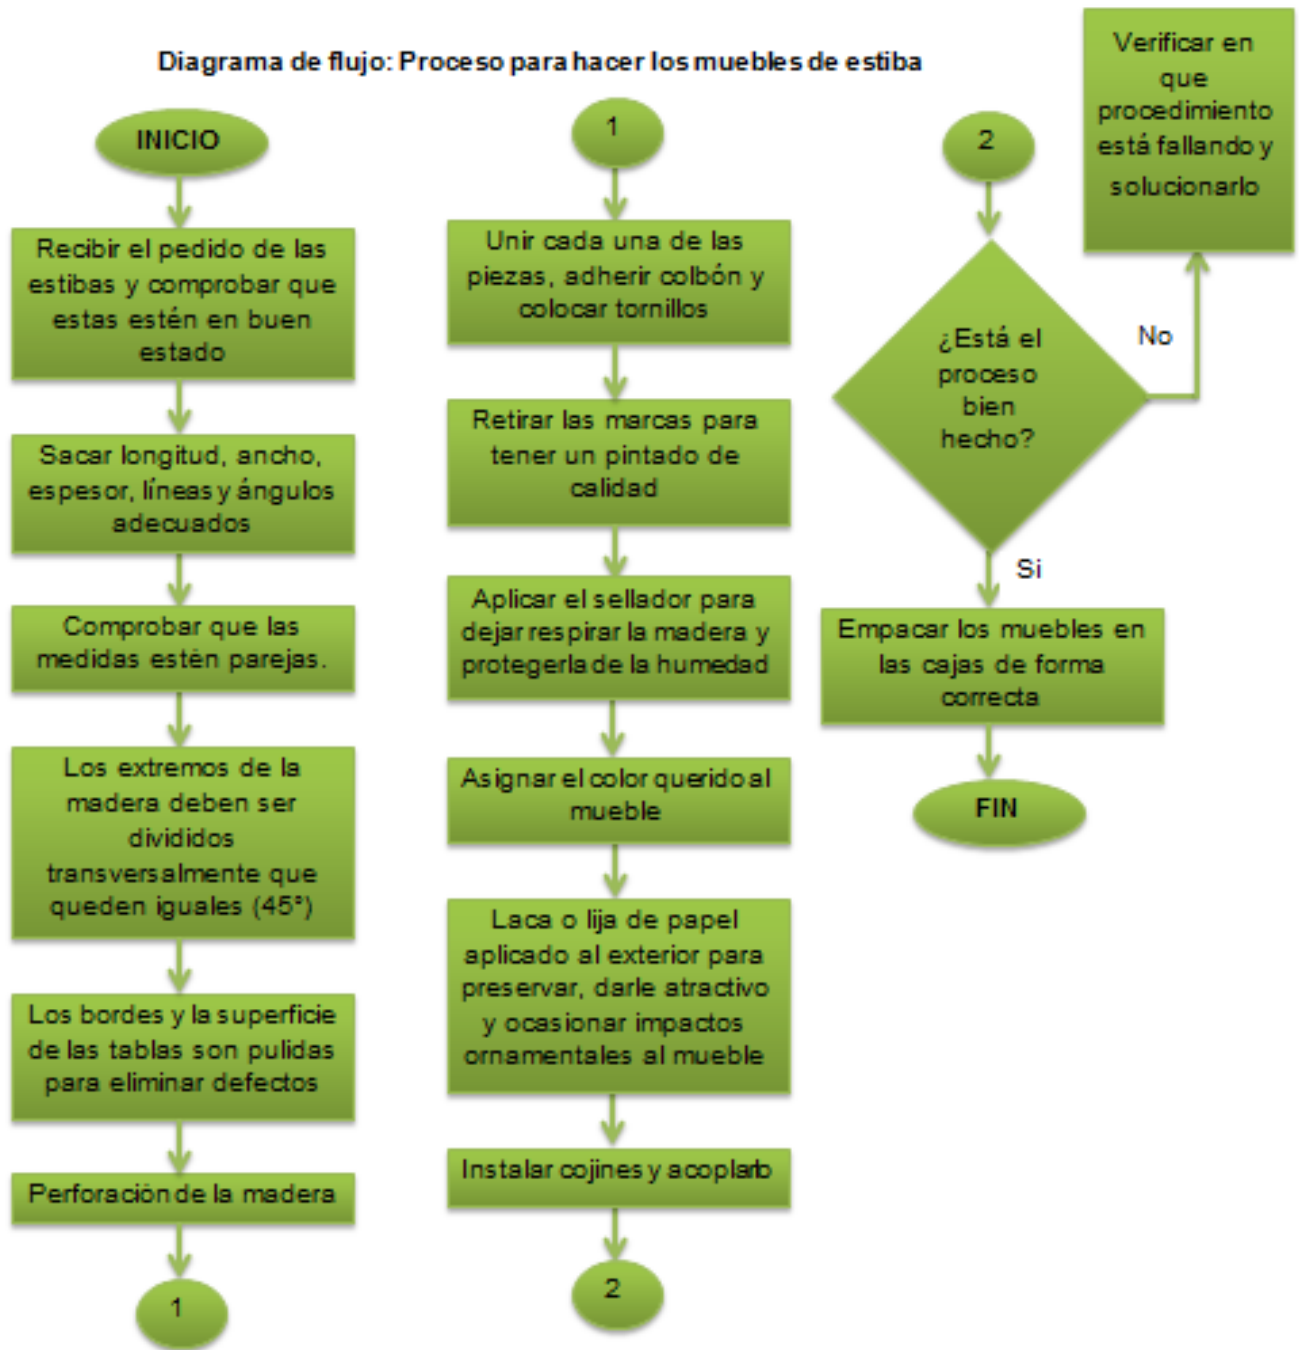 Diagrama de flujo: Proceso para hacer los muebles de estiba
INICIO
Recibir el pedido de las
estibas y comprobar que
estas estén en buen
estado
Sacar longitud, ancho,
espesor, líneas y ángulos
adecuados
Comprobar que las
medidas estén parejas.
Los extremos de la
madera deben ser
divididos
transversalmente que
queden iguales (45°)
Los bordes y la superficie
de las tablas son pulidas
para eliminar defectos
Perforación de la madera
1
1
Unir cada una de las
piezas, adherir colbón y
colocar tornillos
Retirar las marcas para
tener un pintado de
calidad
Aplicar el sellador para
dejar respirar la madera y
protegerla de la humedad
Asignar el color querido al
mueble
Laca o lija de papel
aplicado al exterior para
preservar, darle atractivo
y ocasionar impactos
ornamentales al mueble
Instalar cojines y acoplarlo
2
2
¿Está el
proceso
bien
hecho?
No
Verificar en
que
procedimiento
está fallando y
solucionarlo
Si
Empacar los muebles en
las cajas de forma
correcta
FIN